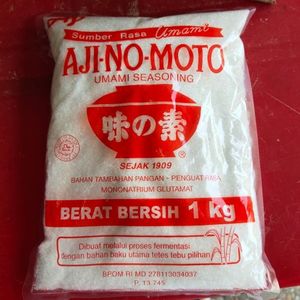 Sumber Rasa Umami
AJI-NO-MOTO
UMAMI SEASONING
味の素
®
SEJAK 1909
BAHAN TAMBAHAN PANGAN - PENGUAT RASA
MONONATRIUM GLUTAMAT
BERAT BERSIH 1 kg
Dibuat melalui proses fermentasi
dengan bahan baku utama tetes tebu pilihan
BPOM RI MD 278113034037
P. 13.745